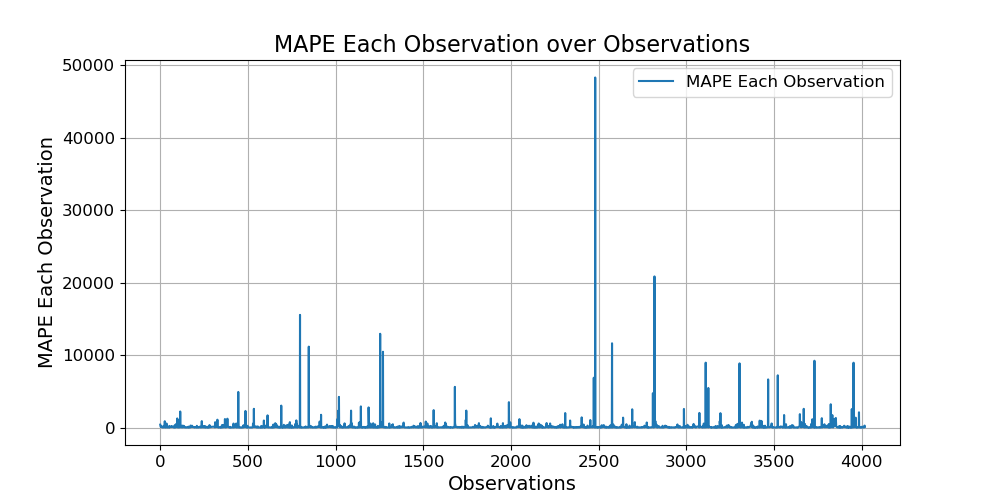 MAPE Each Observation over Observations
MAPE Each Observation
50000
40000
30000
20000
10000
0
MAPE Each Observation
0 500 1000 1500 2000 2500 3000 3500 4000
Observations